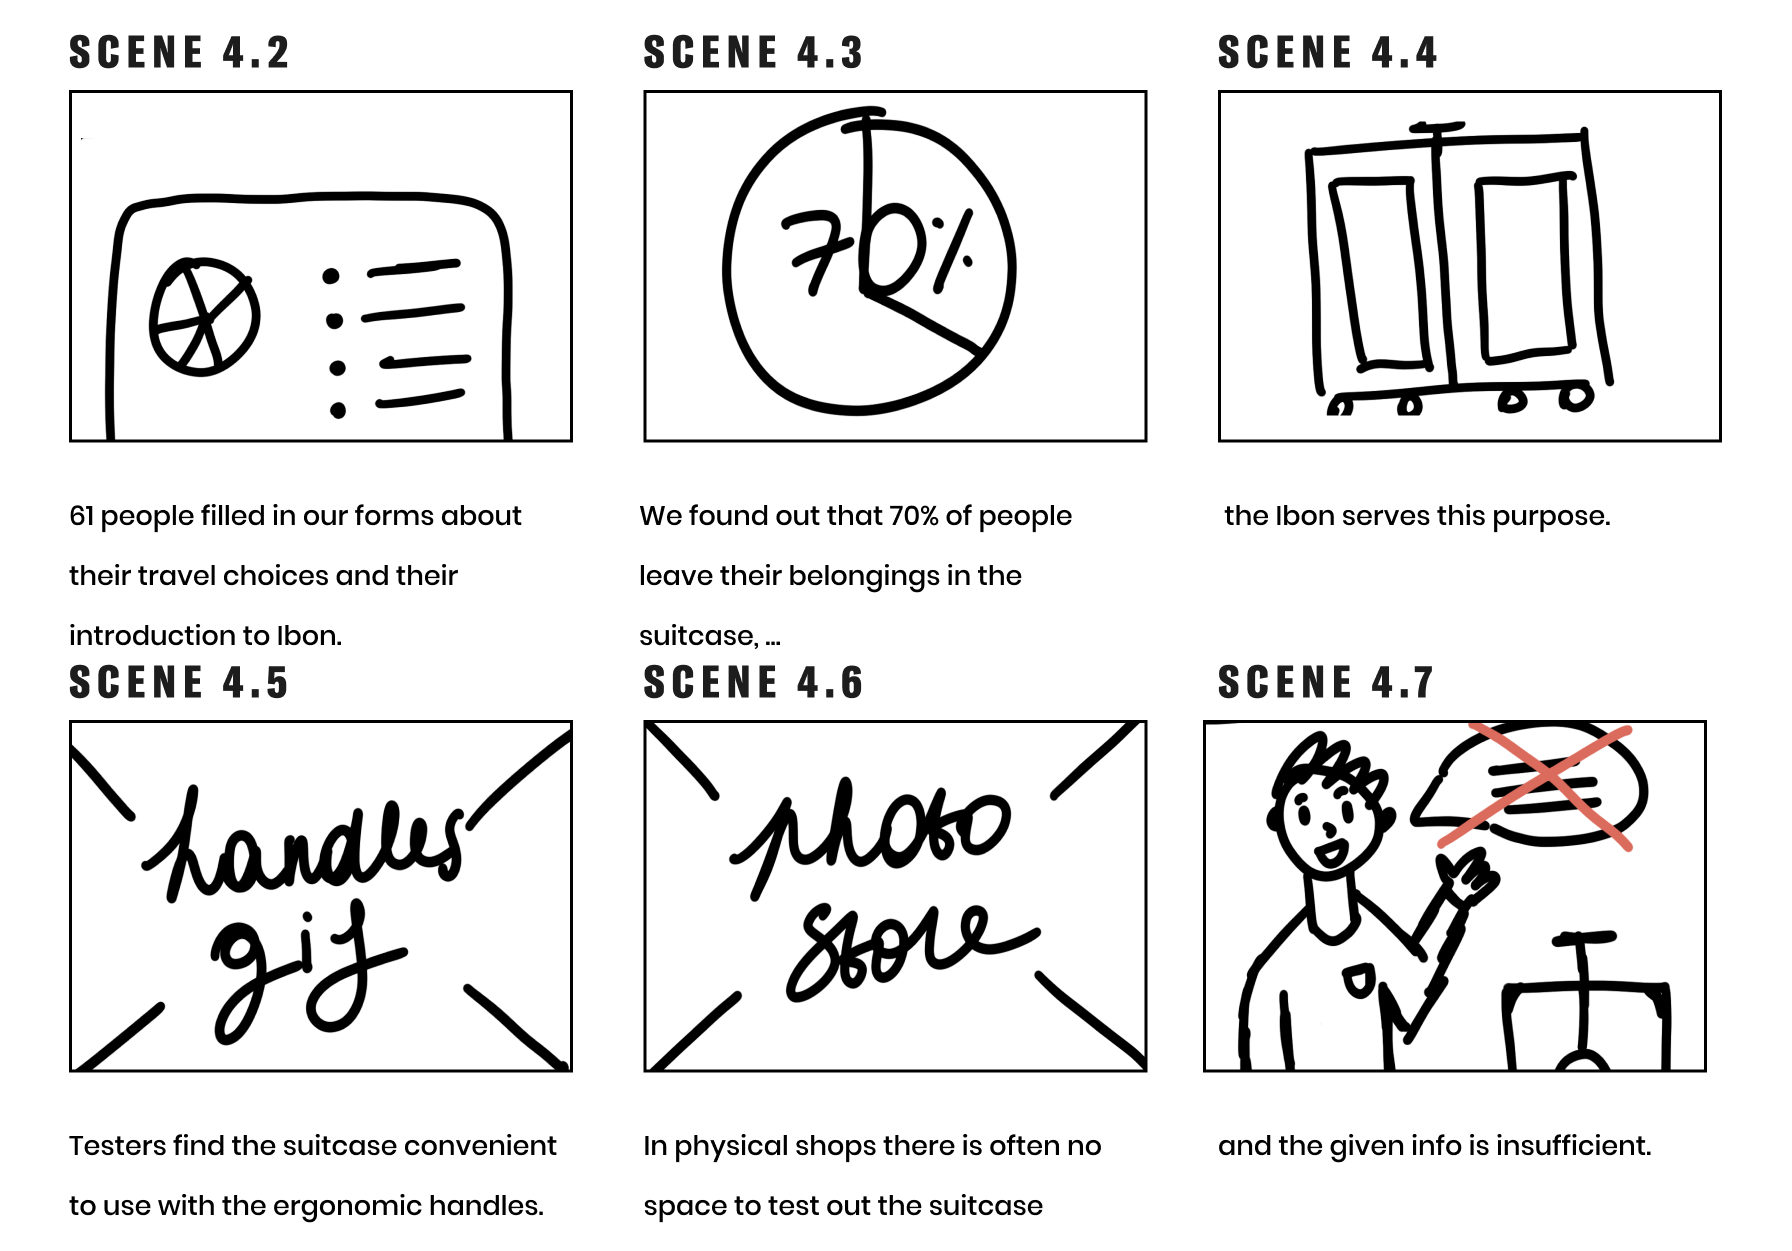 SCENE 4.2
70%
61 people filled in our forms about
their travel choices and their
introduction to Ibon.
SCENE 4.3
We found out that 70% of people
leave their belongings in the
suitcase, ...
SCENE 4.4
the Ibon serves this purpose.
SCENE 4.5
handles
gif
Testers find the suitcase convenient
to use with the ergonomic handles.
SCENE 4.6
photo
store
In physical shops there is often no
space to test out the suitcase
SCENE 4.7
and the given info is insufficient.